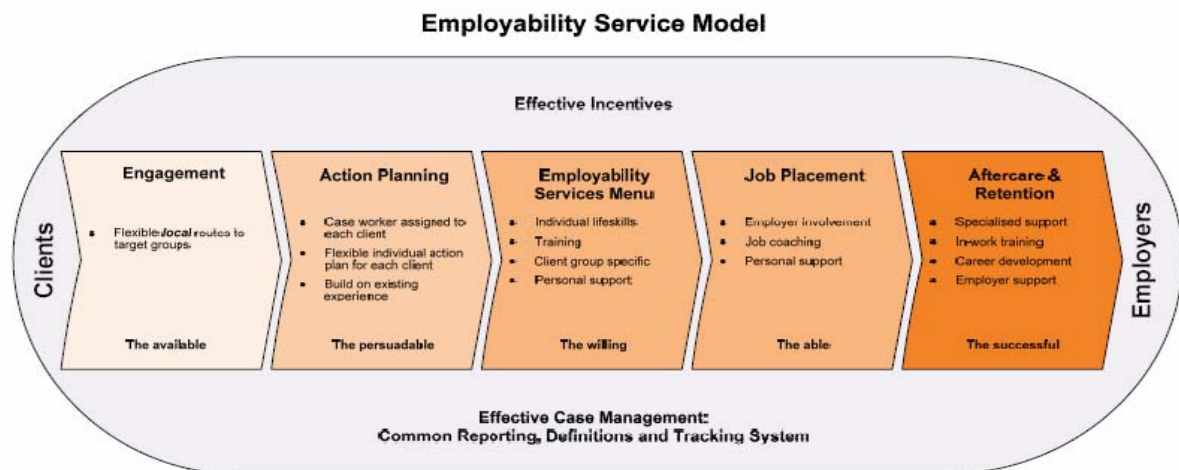 Employability Service Model
Effective Incentives
Clients
Engagement
Flexible local routes to
target groups
The available
Action Planning
Case worker assigned to
each client
Flexible individual action
plan for each client
Build on existing
experience
The persuadable
Employability
Services Menu
Individual lifeskills
Training
Client group specific
Personal support
The willing
Job Placement
Employer involvement
Job coaching
Personal support
The able
Aftercare &
Retention
Specialised support
In-work training
Career development
Employer support
The successful
Employers
Effective Case Management:
Common Reporting, Definitions and Tracking System